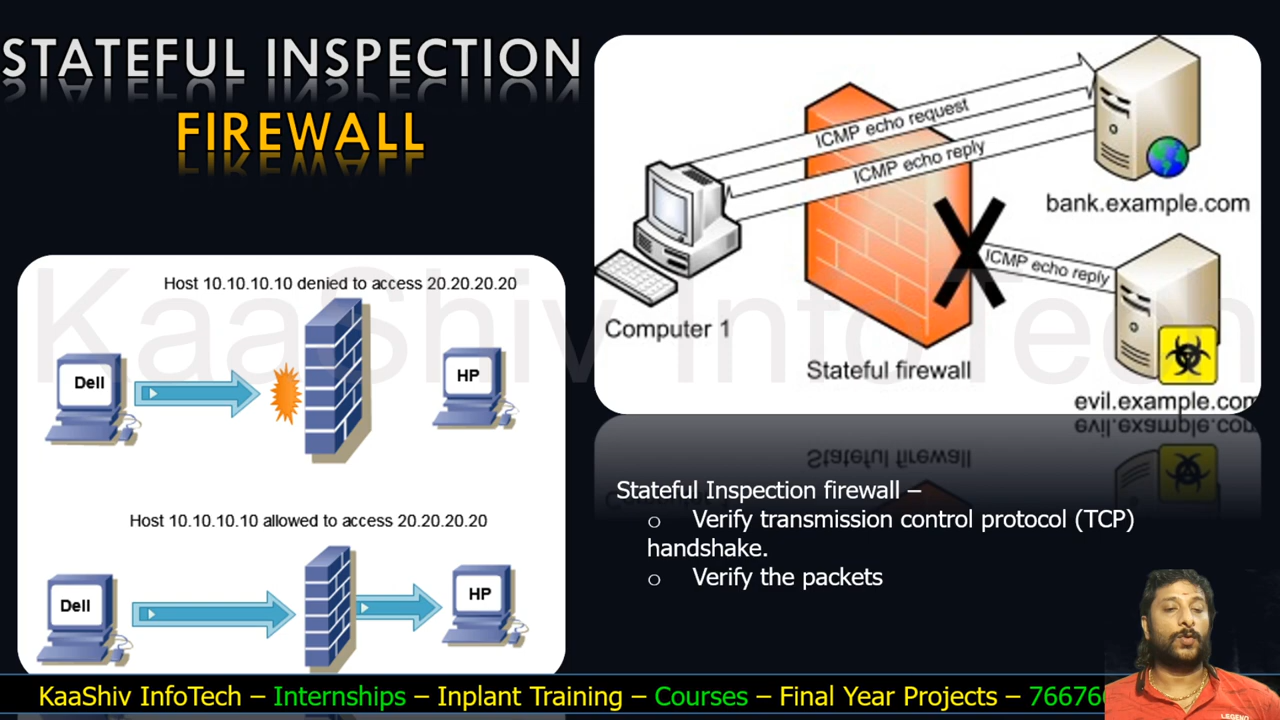 STATEFUL INSPECTION
FIREWALL
ICMP echo request
ICMP echo reply
bank.example.com
ICMP echo reply
Computer 1
Stateful firewall
evil.example.com
Host 10.10.10.10 denied to access 20.20.20.20
Dell
HP
Host 10.10.10.10 allowed to access 20.20.20.20
Dell
HP
KaaShiv InfoTech
Stateful Inspection firewall –
o Verify transmission control protocol (TCP)
handshake.
o Verify the packets
KaaShiv InfoTech – Internships – Inplant Training – Courses – Final Year Projects – 76676
LEGEND